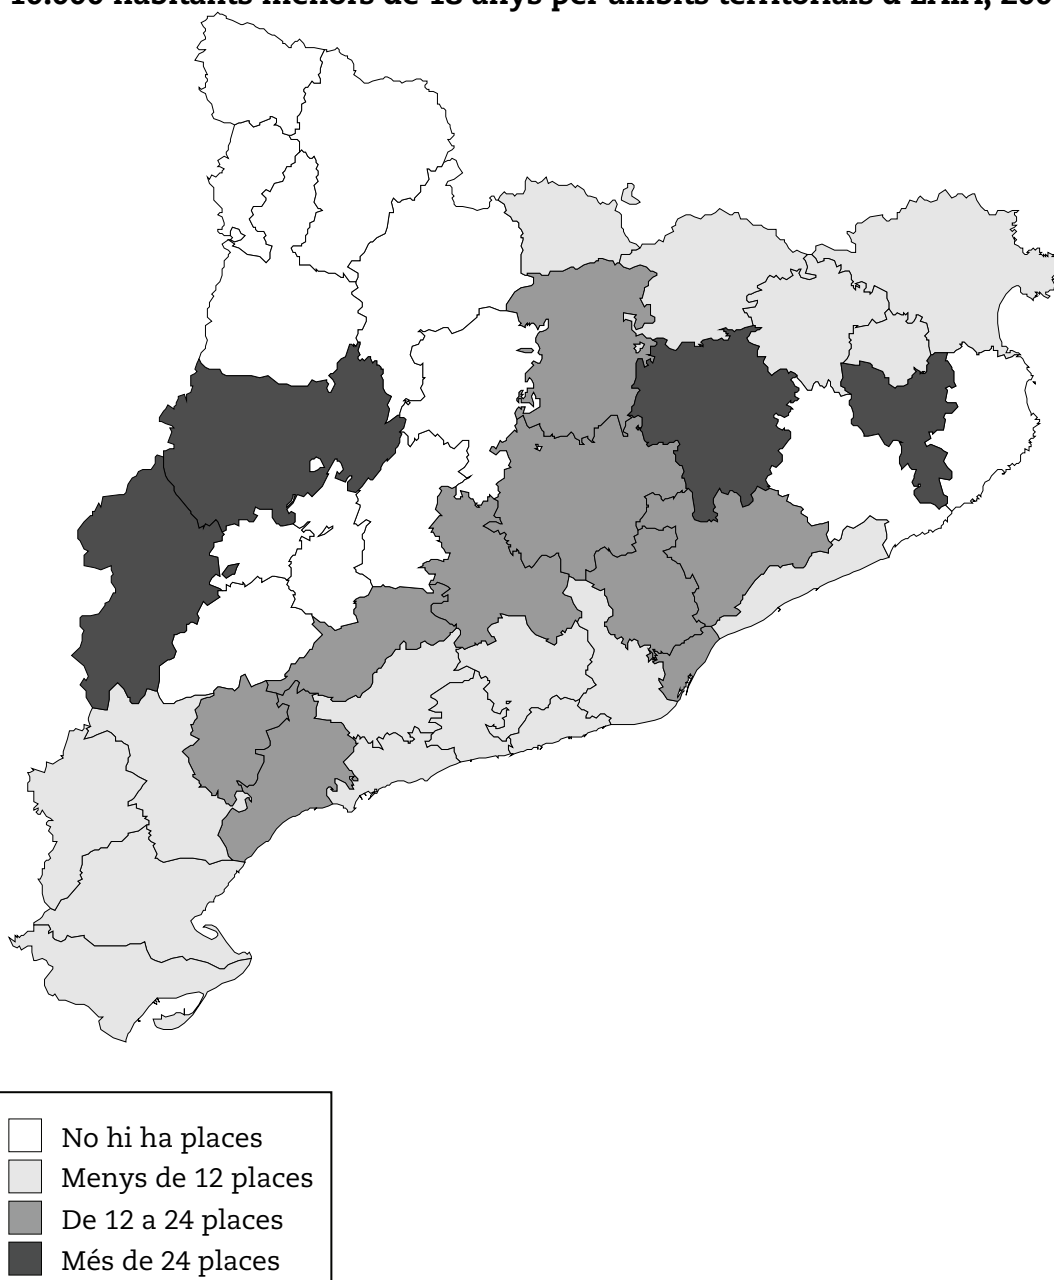 10.000 habitants menors de 18 anys per àmbits territorials d'EAIA, 200
No hi ha places
Menys de 12 places
De 12 a 24 places
Més de 24 places